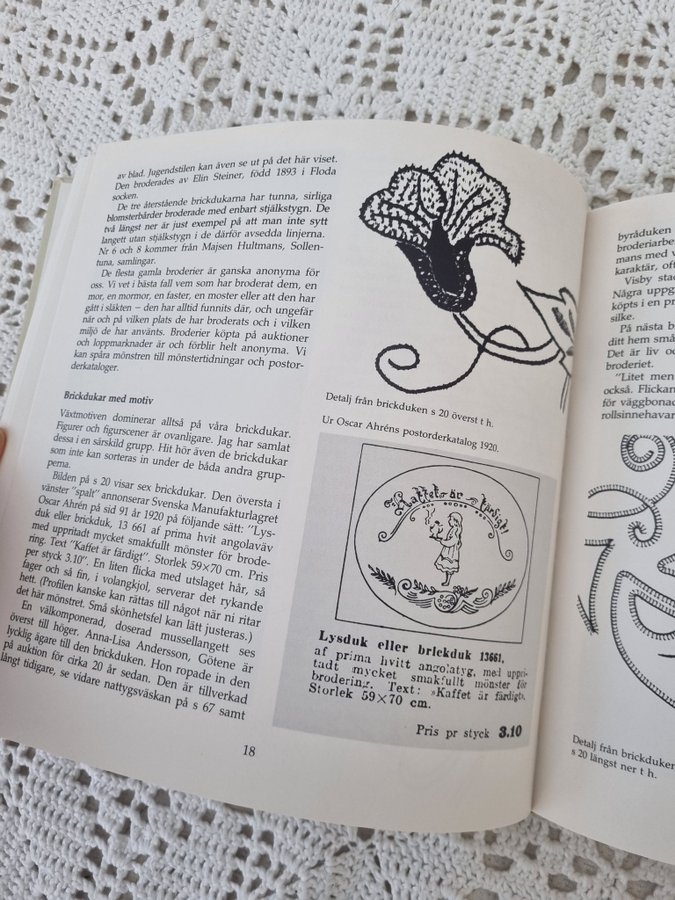 av blad. Jugendstilen kan även se ut på det här viset.
Den broderades av Elin Steiner, född 1893 i Floda
socken.
De tre återstående brickdukarna har tunna, sirliga
blomsterbårder broderade med enbart stjälkstygn. De
två längst ner är just exempel på att man inte sytt
langett utan stjälkstygn i de därför avsedda linjerna.
Nr 6 och 8 kommer från Majsen Hultmans, Sollen-
tuna, samlingar.
De flesta gamla broderier är ganska anonyma för
oss. Vi vet i bästa fall vem som har broderat dem, en
mor, en mormor, en faster, en moster eller att den har
gått i släkten – den har alltid funnits där, och ungefär
när och på vilken plats de har broderats och i vilken
miljö de har använts. Broderier köpta på auktioner
och loppmarknader är och förblir helt anonyma. Vi
kan spåra mönstren till mönstertidningar och postor-
derkataloger.
Brickdukar med motiv
Växtmotiven dominerar alltså på våra brickdukar.
Figurer och figurscener är ovanligare. Jag har samlat
dessa i en särskild grupp. Hit hör även de brickdukar
som inte kan sorteras in under de båda andra grup-
perna.
Bilden på s 20 visar sex brickdukar. Den översta i
vänster "spalt" annonserar Svenska Manufakturlagret
Oscar Ahrén på sid 91 år 1920 på följande sätt: "Lys-
duk eller brickduk, 13 661 af prima hvit angolaväv
med uppritadt mycket smakfullt mönster för brode-
ring. Text "Kaffet är färdigt". Storlek 59×70 cm. Pris
per styck 3.10". En liten flicka med utslaget hår, så
fager och så fin, i volangkjol, serverar det rykande
hett. (Profilen kanske kan rättas till något när ni ritar
det här mönstret. Små skönhetsfel kan lätt justeras.)
En välkomponerad, doserad mussellangett ses
överst till höger. Anna-Lisa Andersson, Götene är
lycklig ägare till den brickduken. Hon ropade in den
på auktion för cirka 20 år sedan. Den är tillverkad
långt tidigare, se vidare nattygsväskan på s 67 samt
18
Detalj från brickduken s 20 överst t h.
Ur Oscar Ahréns postorderkatalog 1920.
Kaffet är färdigt
Lysduk eller brickduk 13661,
af prima hvitt angolatyg, med uppri-
tadt mycket smakfullt mönster för
brodering. Text: »Kaffet är färdigt».
Storlek 59×70 cm.
Pris pr styck 3.10
byråduken
broderiarbe
mans med v
karaktär, oft
Visby sta
Några uppg
köpts i en pr
silke.
På nästa b
ditt hem små
Det är liv oc
broderiet.
"Litet men
också. Flickan
för väggbonac
rollsinnehavar
Detalj från brickduken
s 20 längst ner t h.